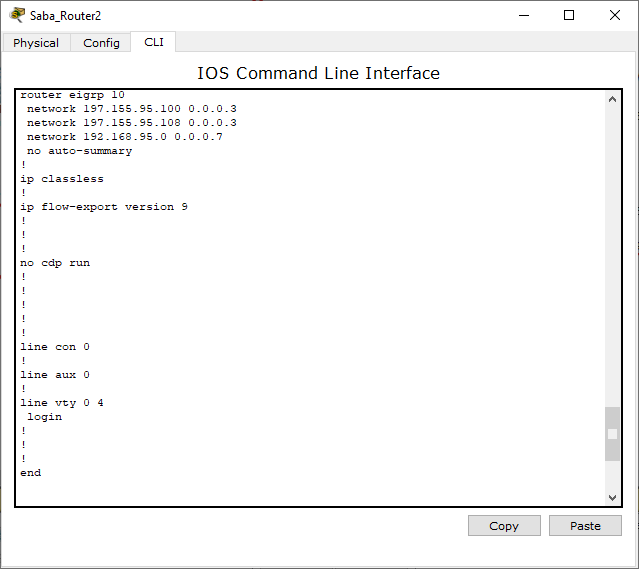 Saba_Router2
Physical Config CLI
IOS Command Line Interface
router eigrp 10
network 197.155.95.100 0.0.0.3
network 197.155.95.108 0.0.0.3
network 192.168.95.0 0.0.0.7
no auto-summary
!
ip classless
!
ip flow-export version 9
!
!
!
no cdp run
!
!
!
!
!
line con 0
!
line aux 0
!
line vty 0 4
login
!
!
!
end
Copy Paste